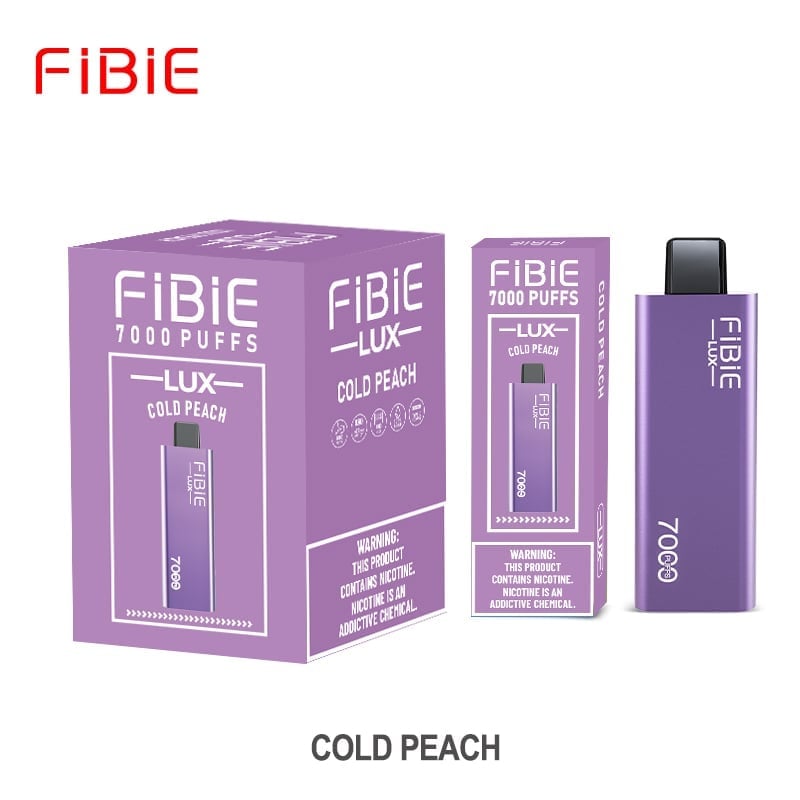 FiBiE
FiBiE
7000 PUFFS
LUX
COLD PEACH
FiBiE
LUX
7000
FiBiE
LUX
COLD PEACH
WARNING:
THIS PRODUCT
CONTAINS NICOTINE.
NICOTINE IS AN
ADDICTIVE CHEMICAL.
FiBiE
7000 PUFFS
LUX
COLD PEACH
FiBiE
LUX
7000
WARNING:
THIS PRODUCT
CONTAINS NICOTINE.
NICOTINE IS AN
ADDICTIVE CHEMICAL.
COLD PEACH
LUX
FiBiE
LUX
7000
PUFFS
COLD PEACH